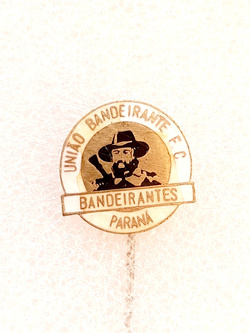 UNIÃO BANDEIRANTE F.C.
BANDEIRANTES
PARANÁ